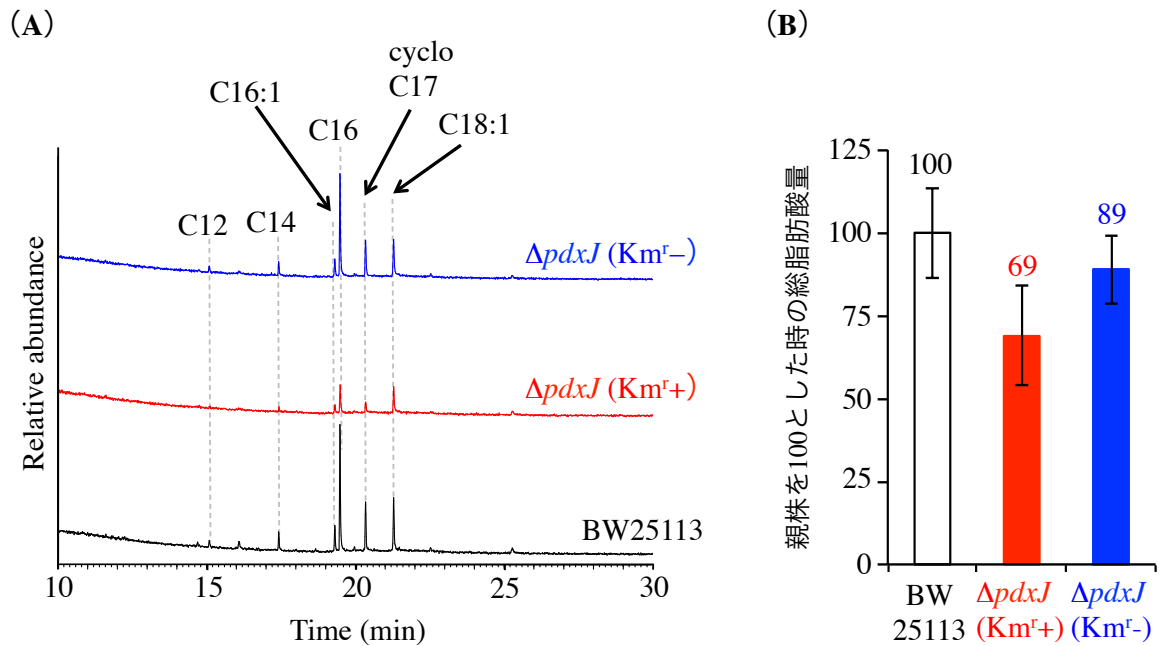 (A)
C16:1
C16
cyclo
C17
C18:1
C12
C14
ΔpdxJ (Kmʳ−)
ΔpdxJ (Kmʳ+)
BW25113
Relative abundance
10
15
20
25
30
Time (min)
(B)
親株を100とした時の総脂肪酸量
125
100
75
50
25
0
100
69
89
BW
25113
ΔpdxJ
(Kmʳ+)
ΔpdxJ
(Kmʳ-)